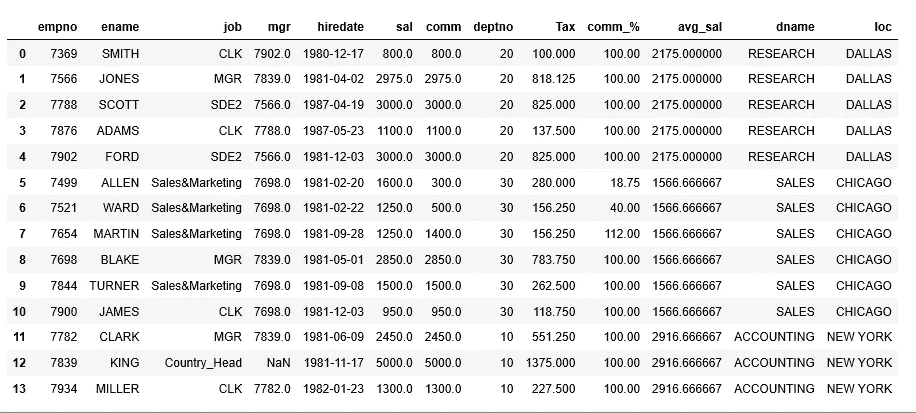 empno ename job mgr hiredate sal comm deptno Tax comm_% avg_sal dname loc
0 7369 SMITH CLK 7902.0 1980-12-17 800.0 800.0 20 100.000 100.00 2175.000000 RESEARCH DALLAS
1 7566 JONES MGR 7839.0 1981-04-02 2975.0 2975.0 20 818.125 100.00 2175.000000 RESEARCH DALLAS
2 7788 SCOTT SDE2 7566.0 1987-04-19 3000.0 3000.0 20 825.000 100.00 2175.000000 RESEARCH DALLAS
3 7876 ADAMS CLK 7788.0 1987-05-23 1100.0 1100.0 20 137.500 100.00 2175.000000 RESEARCH DALLAS
4 7902 FORD SDE2 7566.0 1981-12-03 3000.0 3000.0 20 825.000 100.00 2175.000000 RESEARCH DALLAS
5 7499 ALLEN Sales&Marketing 7698.0 1981-02-20 1600.0 300.0 30 280.000 18.75 1566.666667 SALES CHICAGO
6 7521 WARD Sales&Marketing 7698.0 1981-02-22 1250.0 500.0 30 156.250 40.00 1566.666667 SALES CHICAGO
7 7654 MARTIN Sales&Marketing 7698.0 1981-09-28 1250.0 1400.0 30 156.250 112.00 1566.666667 SALES CHICAGO
8 7698 BLAKE MGR 7839.0 1981-05-01 2850.0 2850.0 30 783.750 100.00 1566.666667 SALES CHICAGO
9 7844 TURNER Sales&Marketing 7698.0 1981-09-08 1500.0 1500.0 30 262.500 100.00 1566.666667 SALES CHICAGO
10 7900 JAMES CLK 7698.0 1981-12-03 950.0 950.0 30 118.750 100.00 1566.666667 SALES CHICAGO
11 7782 CLARK MGR 7839.0 1981-06-09 2450.0 2450.0 10 551.250 100.00 2916.666667 ACCOUNTING NEW YORK
12 7839 KING Country_Head NaN 1981-11-17 5000.0 5000.0 10 1375.000 100.00 2916.666667 ACCOUNTING NEW YORK
13 7934 MILLER CLK 7782.0 1982-01-23 1300.0 1300.0 10 227.500 100.00 2916.666667 ACCOUNTING NEW YORK